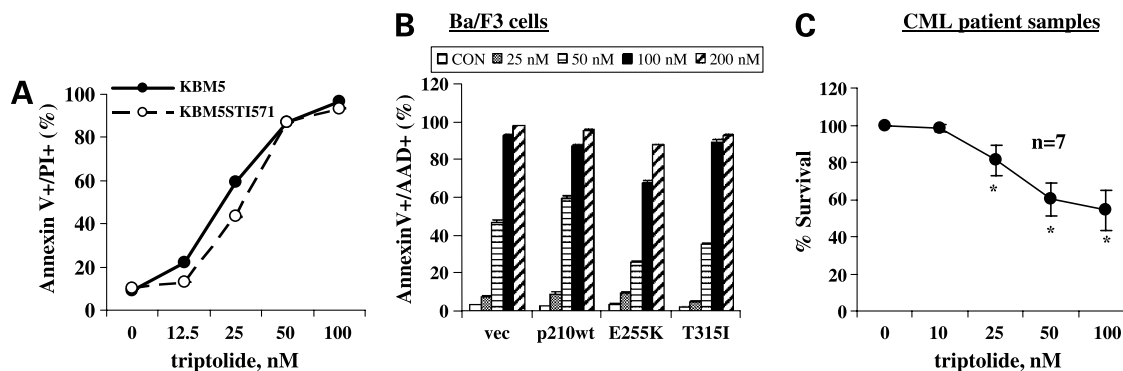 A
KBM5
KBM5STI571
Annexin V+/PI+ (%)
100
80
60
40
20
0
0 12.5 25 50 100
triptolide, nM
B
Ba/F3 cells
CON 25 nM 50 nM 100 nM 200 nM
Annexin V+/AAD+ (%)
120
100
80
60
40
20
0
vec p210wt E255K T315I
C
CML patient samples
% Survival
120
100
80
60
40
20
0
n=7
*
*
*
0 10 25 50 100
triptolide, nM